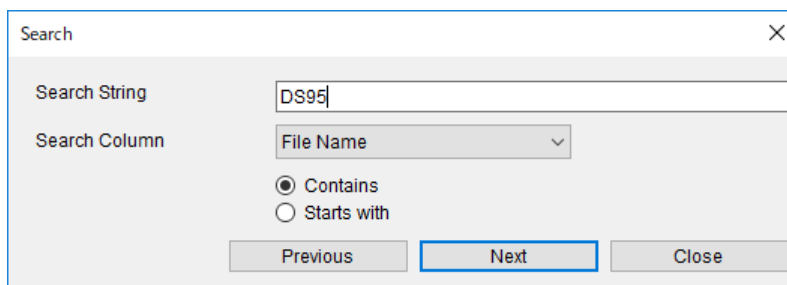 Search
Search String DS95
Search Column File Name
Contains
Starts with
Previous Next Close